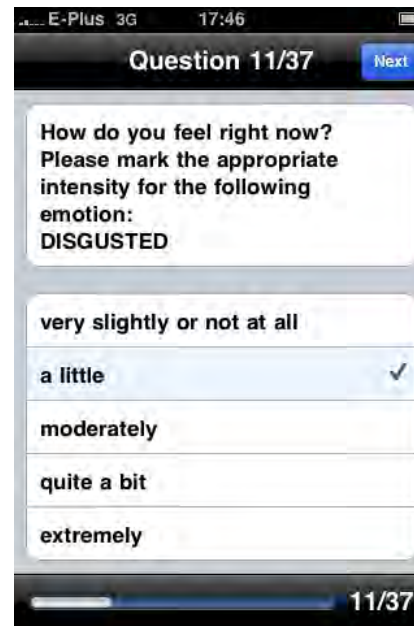 E-Plus 3G 17:46
Question 11/37 Next
How do you feel right now?
Please mark the appropriate
intensity for the following
emotion:
DISGUSTED
very slightly or not at all
a little
moderately
quite a bit
extremely
11/37